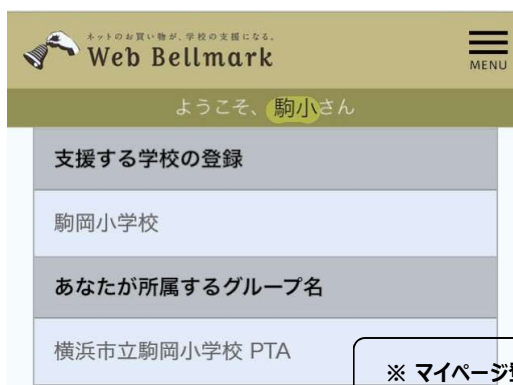 ネットのお買い物が、学校の支援になる。
Web Bellmark
MENU
ようこそ、駒小さん
支援する学校の登録
駒岡小学校
あなたが所属するグループ名
横浜市立駒岡小学校 PTA
※ マイページ